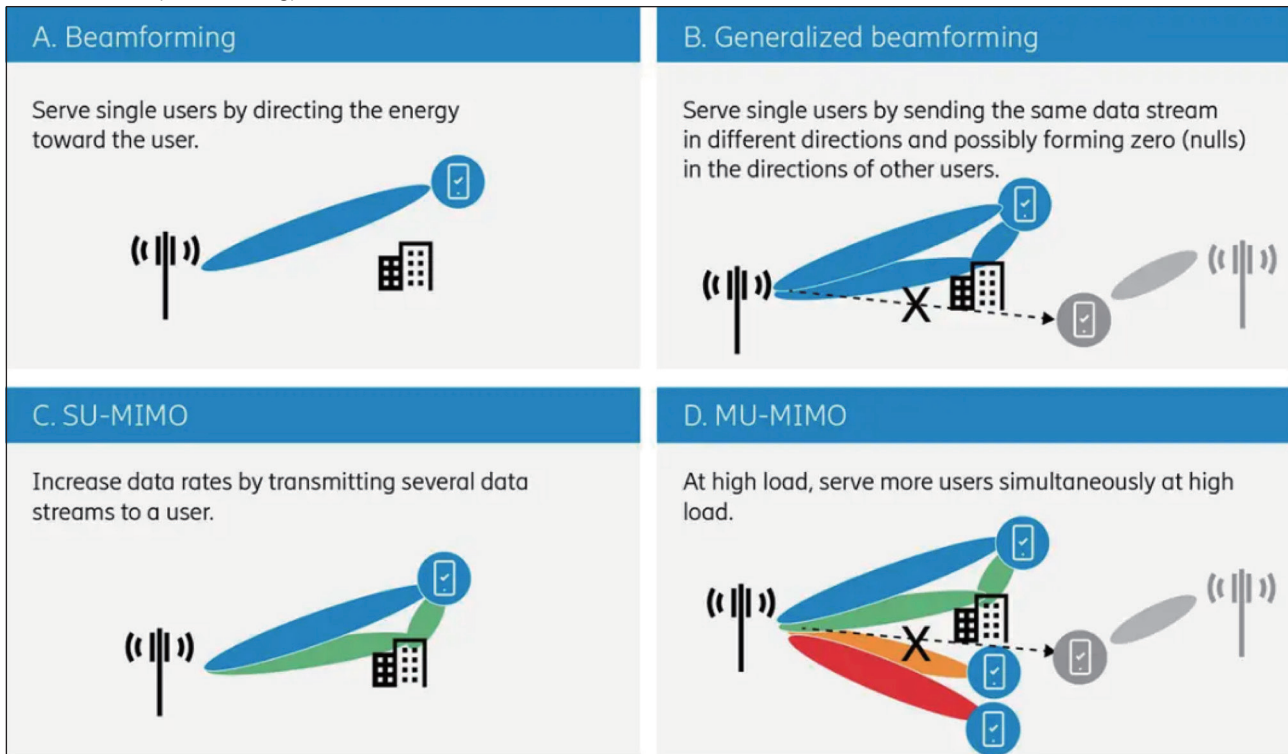 A. Beamforming
Serve single users by directing the energy
toward the user.
B. Generalized beamforming
Serve single users by sending the same data stream
in different directions and possibly forming zero (nulls)
in the directions of other users.
X
C. SU-MIMO
Increase data rates by transmitting several data
streams to a user.
D. MU-MIMO
At high load, serve more users simultaneously at high
load.
X